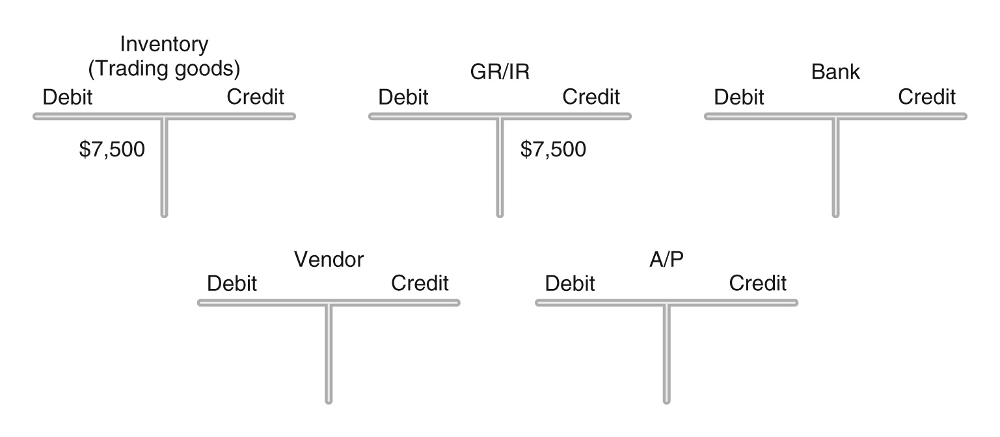 Inventory
(Trading goods)
Debit Credit
$7,500
GR/IR
Debit Credit
$7,500
Bank
Debit Credit
Vendor
Debit Credit
A/P
Debit Credit